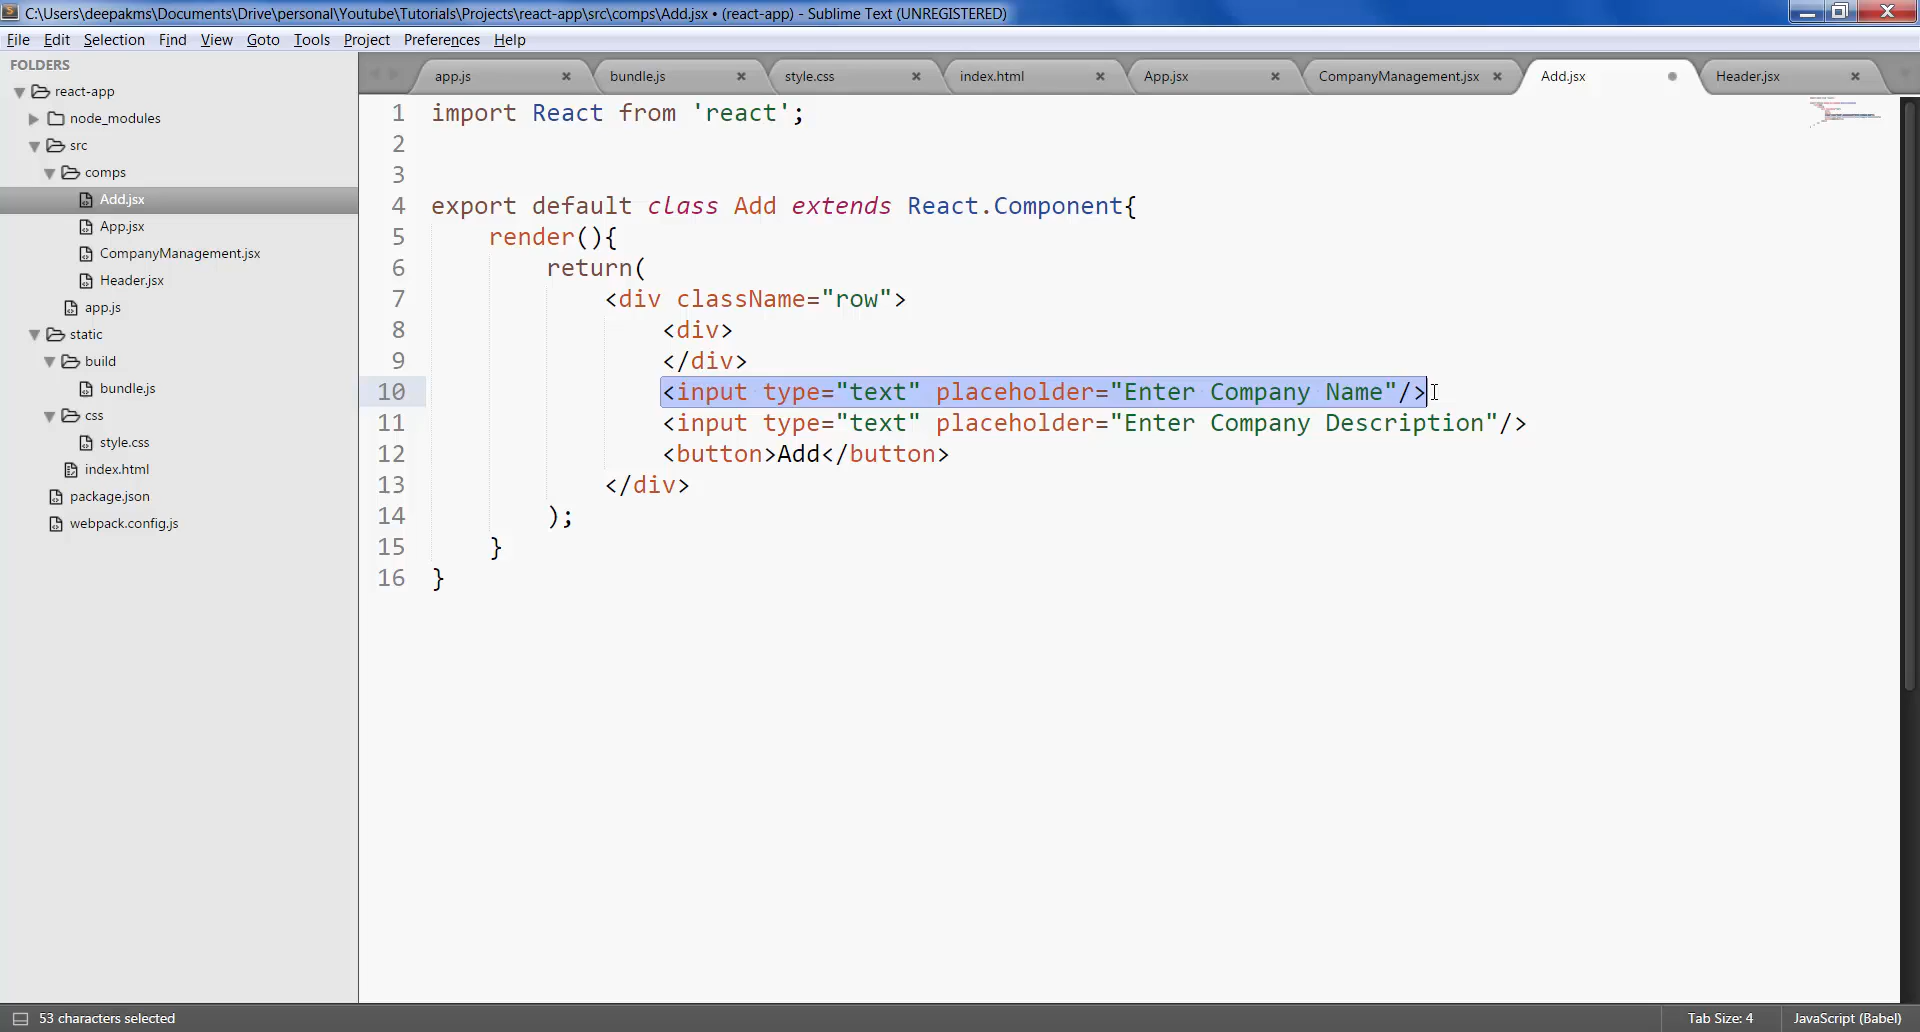 C:\Users\deepakms\Documents\Drive\personal\Youtube\Tutorials\Projects\react-app\src\comps\Add.jsx • (react-app) - Sublime Text (UNREGISTERED)
File Edit Selection Find View Goto Tools Project Preferences Help
FOLDERS
react-app
node_modules
src
comps
Add.jsx
App.jsx
CompanyManagement.jsx
Header.jsx
app.js
static
build
bundle.js
css
style.css
index.html
package.json
webpack.config.js
app.js bundle.js style.css index.html App.jsx CompanyManagement.jsx Add.jsx Header.jsx
1 import React from 'react';
2
3
4 export default class Add extends React.Component{
5 render(){
6 return(
7 <div className="row">
8 <div>
9 </div>
10 <input type="text" placeholder="Enter Company Name"/>
11 <input type="text" placeholder="Enter Company Description"/>
12 <button>Add</button>
13 </div>
14 );
15 }
16 }
53 characters selected
Tab Size: 4
JavaScript (Babel)